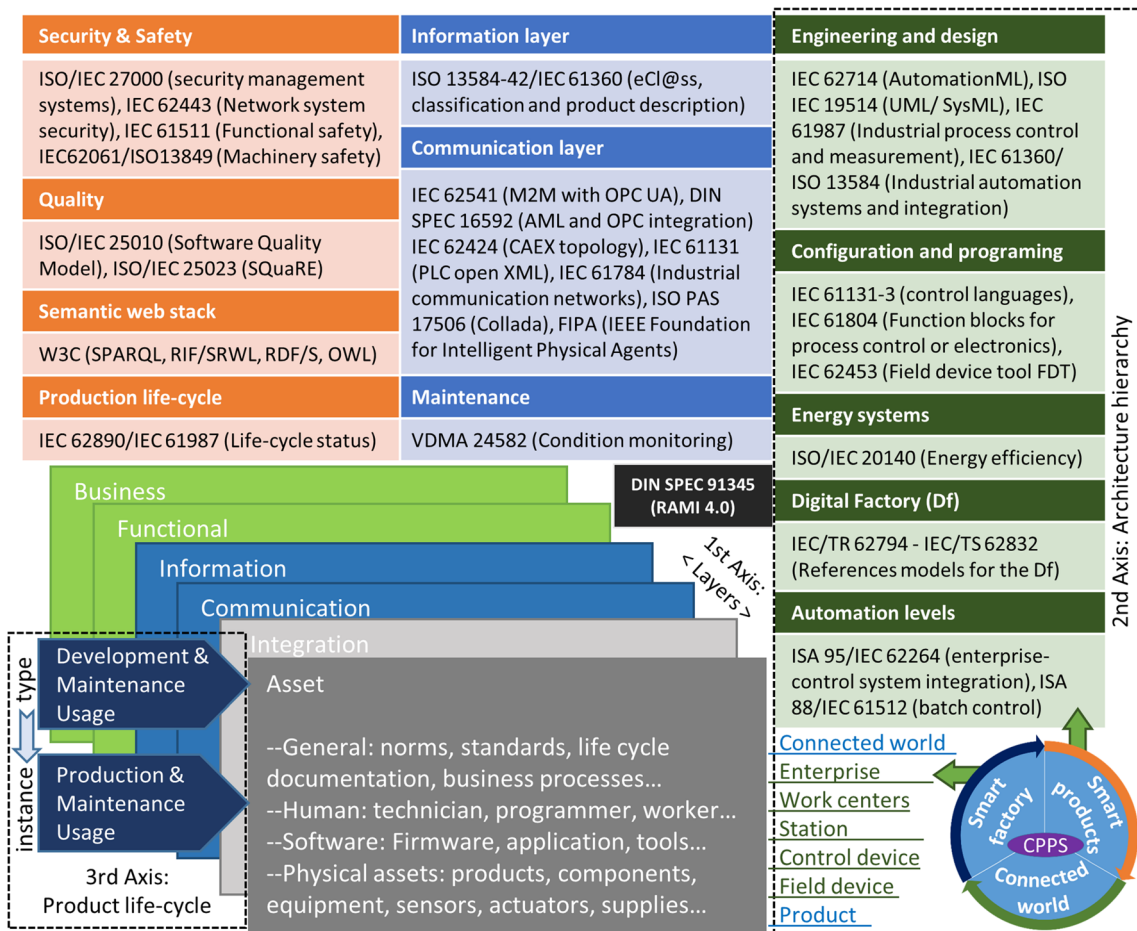 Security & Safety
ISO/IEC 27000 (security management
systems), IEC 62443 (Network system
security), IEC 61511 (Functional safety),
IEC62061/ISO13849 (Machinery safety)
Quality
ISO/IEC 25010 (Software Quality
Model), ISO/IEC 25023 (SQuaRE)
Semantic web stack
W3C (SPARQL, RIF/SRWL, RDF/S, OWL)
Production life-cycle
IEC 62890/IEC 61987 (Life-cycle status)
Information layer
ISO 13584-42/IEC 61360 (eCl@ss,
classification and product description)
Communication layer
IEC 62541 (M2M with OPC UA), DIN
SPEC 16592 (AML and OPC integration)
IEC 62424 (CAEX topology), IEC 61131
(PLC open XML), IEC 61784 (Industrial
communication networks), ISO PAS
17506 (Collada), FIPA (IEEE Foundation
for Intelligent Physical Agents)
Maintenance
VDMA 24582 (Condition monitoring)
Engineering and design
IEC 62714 (AutomationML), ISO
IEC 19514 (UML/ SysML), IEC
61987 (Industrial process control
and measurement), IEC 61360/
ISO 13584 (Industrial automation
systems and integration)
Configuration and programing
IEC 61131-3 (control languages),
IEC 61804 (Function blocks for
process control or electronics),
IEC 62453 (Field device tool FDT)
Energy systems
ISO/IEC 20140 (Energy efficiency)
Digital Factory (Df)
IEC/TR 62794 - IEC/TS 62832
(References models for the Df)
Automation levels
ISA 95/IEC 62264 (enterprise-
control system integration), ISA
88/IEC 61512 (batch control)
2nd Axis: Architecture hierarchy
DIN SPEC 91345
(RAMI 4.0)
1st Axis:
< Layers >
Business
Functional
Information
Communication
Integration
Asset
--General: norms, standards, life cycle
documentation, business processes...
--Human: technician, programmer, worker...
--Software: Firmware, application, tools...
--Physical assets: products, components,
equipment, sensors, actuators, supplies...
type
instance
Development &
Maintenance
Usage
Production &
Maintenance
Usage
3rd Axis:
Product life-cycle
Connected world
Enterprise
Work centers
Station
Control device
Field device
Product
Smart
factory
Smart
products
CPPS
Connected
world